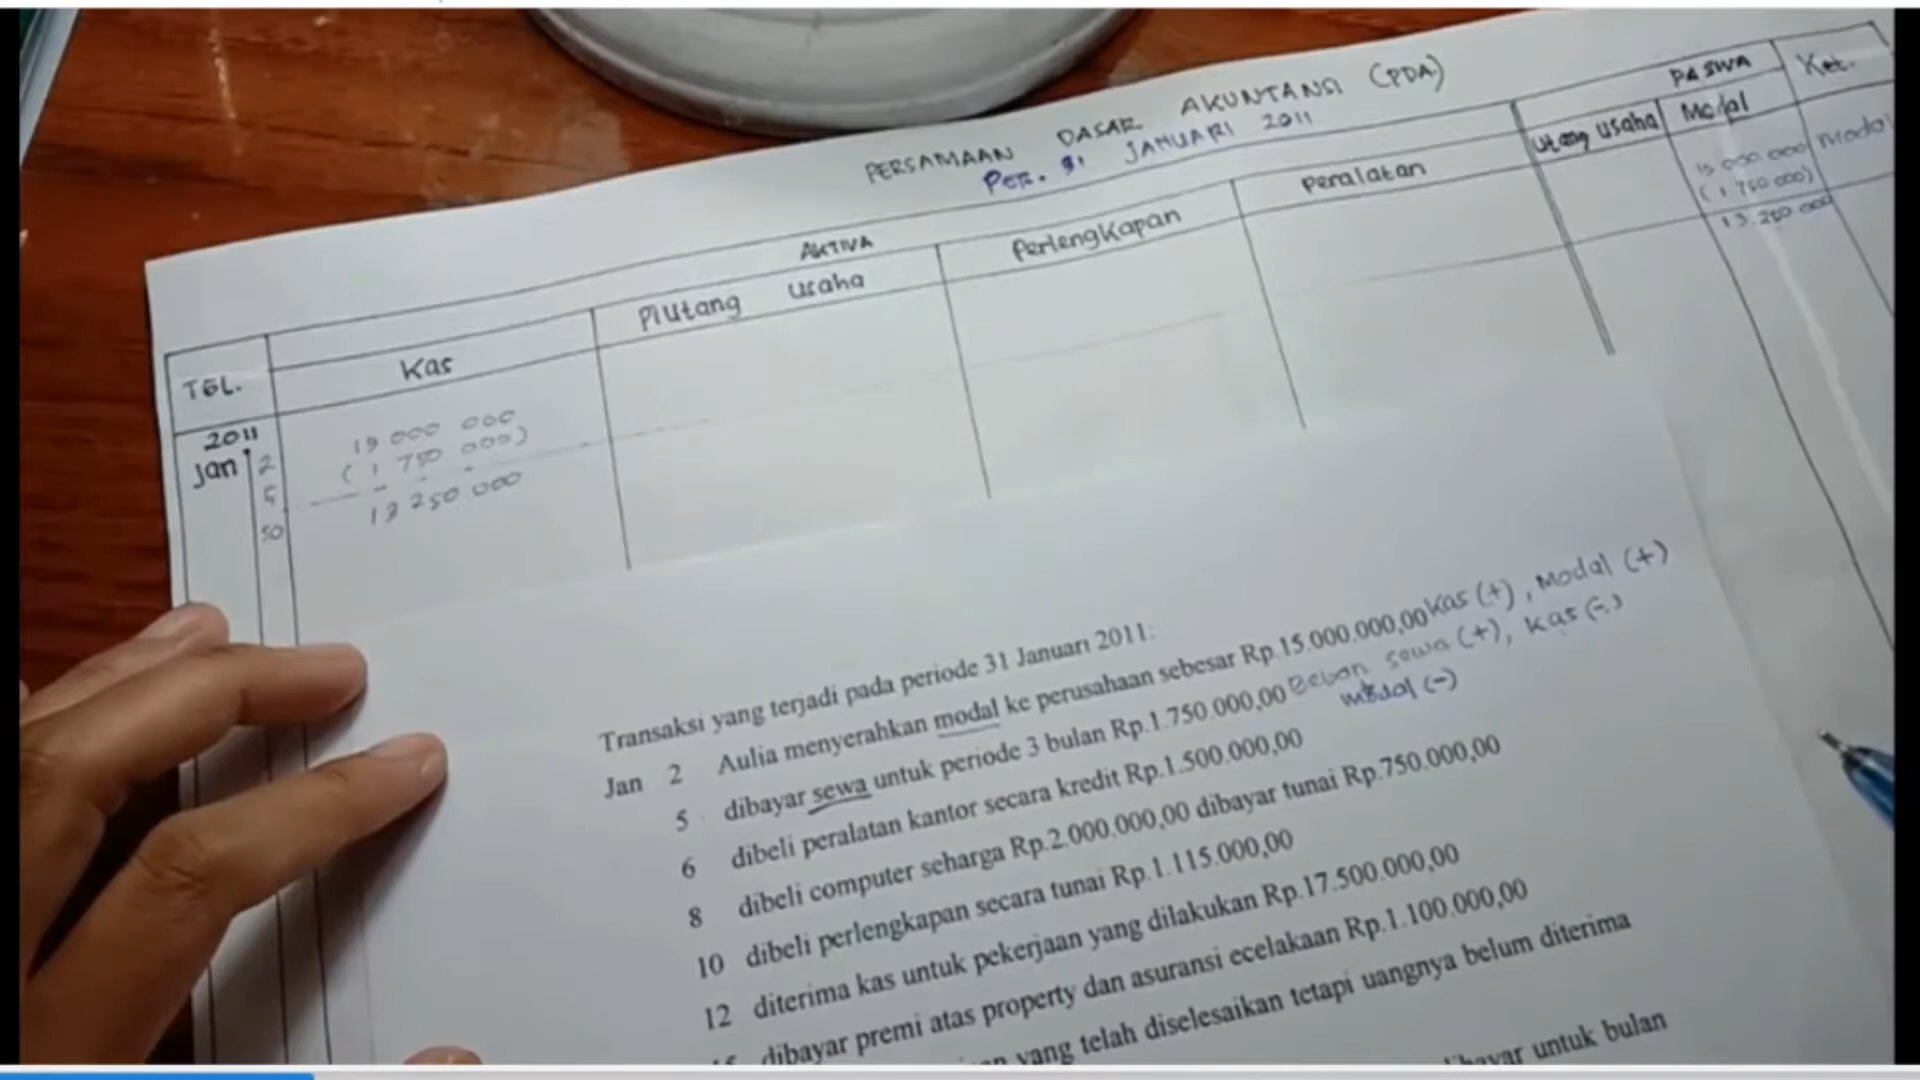 PERSAMAAN DASAR AKUNTANSI (PDA)
PER. 31 JANUARI 2011
AKTIVA
PASIVA
Ket.
TGL.
Kas
Piutang usaha
Perlengkapan
Peralatan
Utang usaha
Modal
2011
Jan 2
15 000 000
15 000 000
Modal
5
( 1 750 000)
( 1 750 000)
SD
13 250 000
13 250 000
Transaksi yang terjadi pada periode 31 Januari 2011:
Jan 2 Aulia menyerahkan modal ke perusahaan sebesar Rp.15.000.000,00 Kas (+), Modal (+)
5 dibayar sewa untuk periode 3 bulan Rp.1.750.000,00 Beban sewa (+), Kas (-)
modal (-)
6 dibeli peralatan kantor secara kredit Rp.1.500.000,00
8 dibeli computer seharga Rp.2.000.000,00 dibayar tunai Rp.750.000,00
10 dibeli perlengkapan secara tunai Rp.1.115.000,00
12 diterima kas untuk pekerjaan yang dilakukan Rp.17.500.000,00
dibayar premi atas property dan asuransi ecelakaan Rp.1.100.000,00
yang telah diselesaikan tetapi uangnya belum diterima
untuk bulan